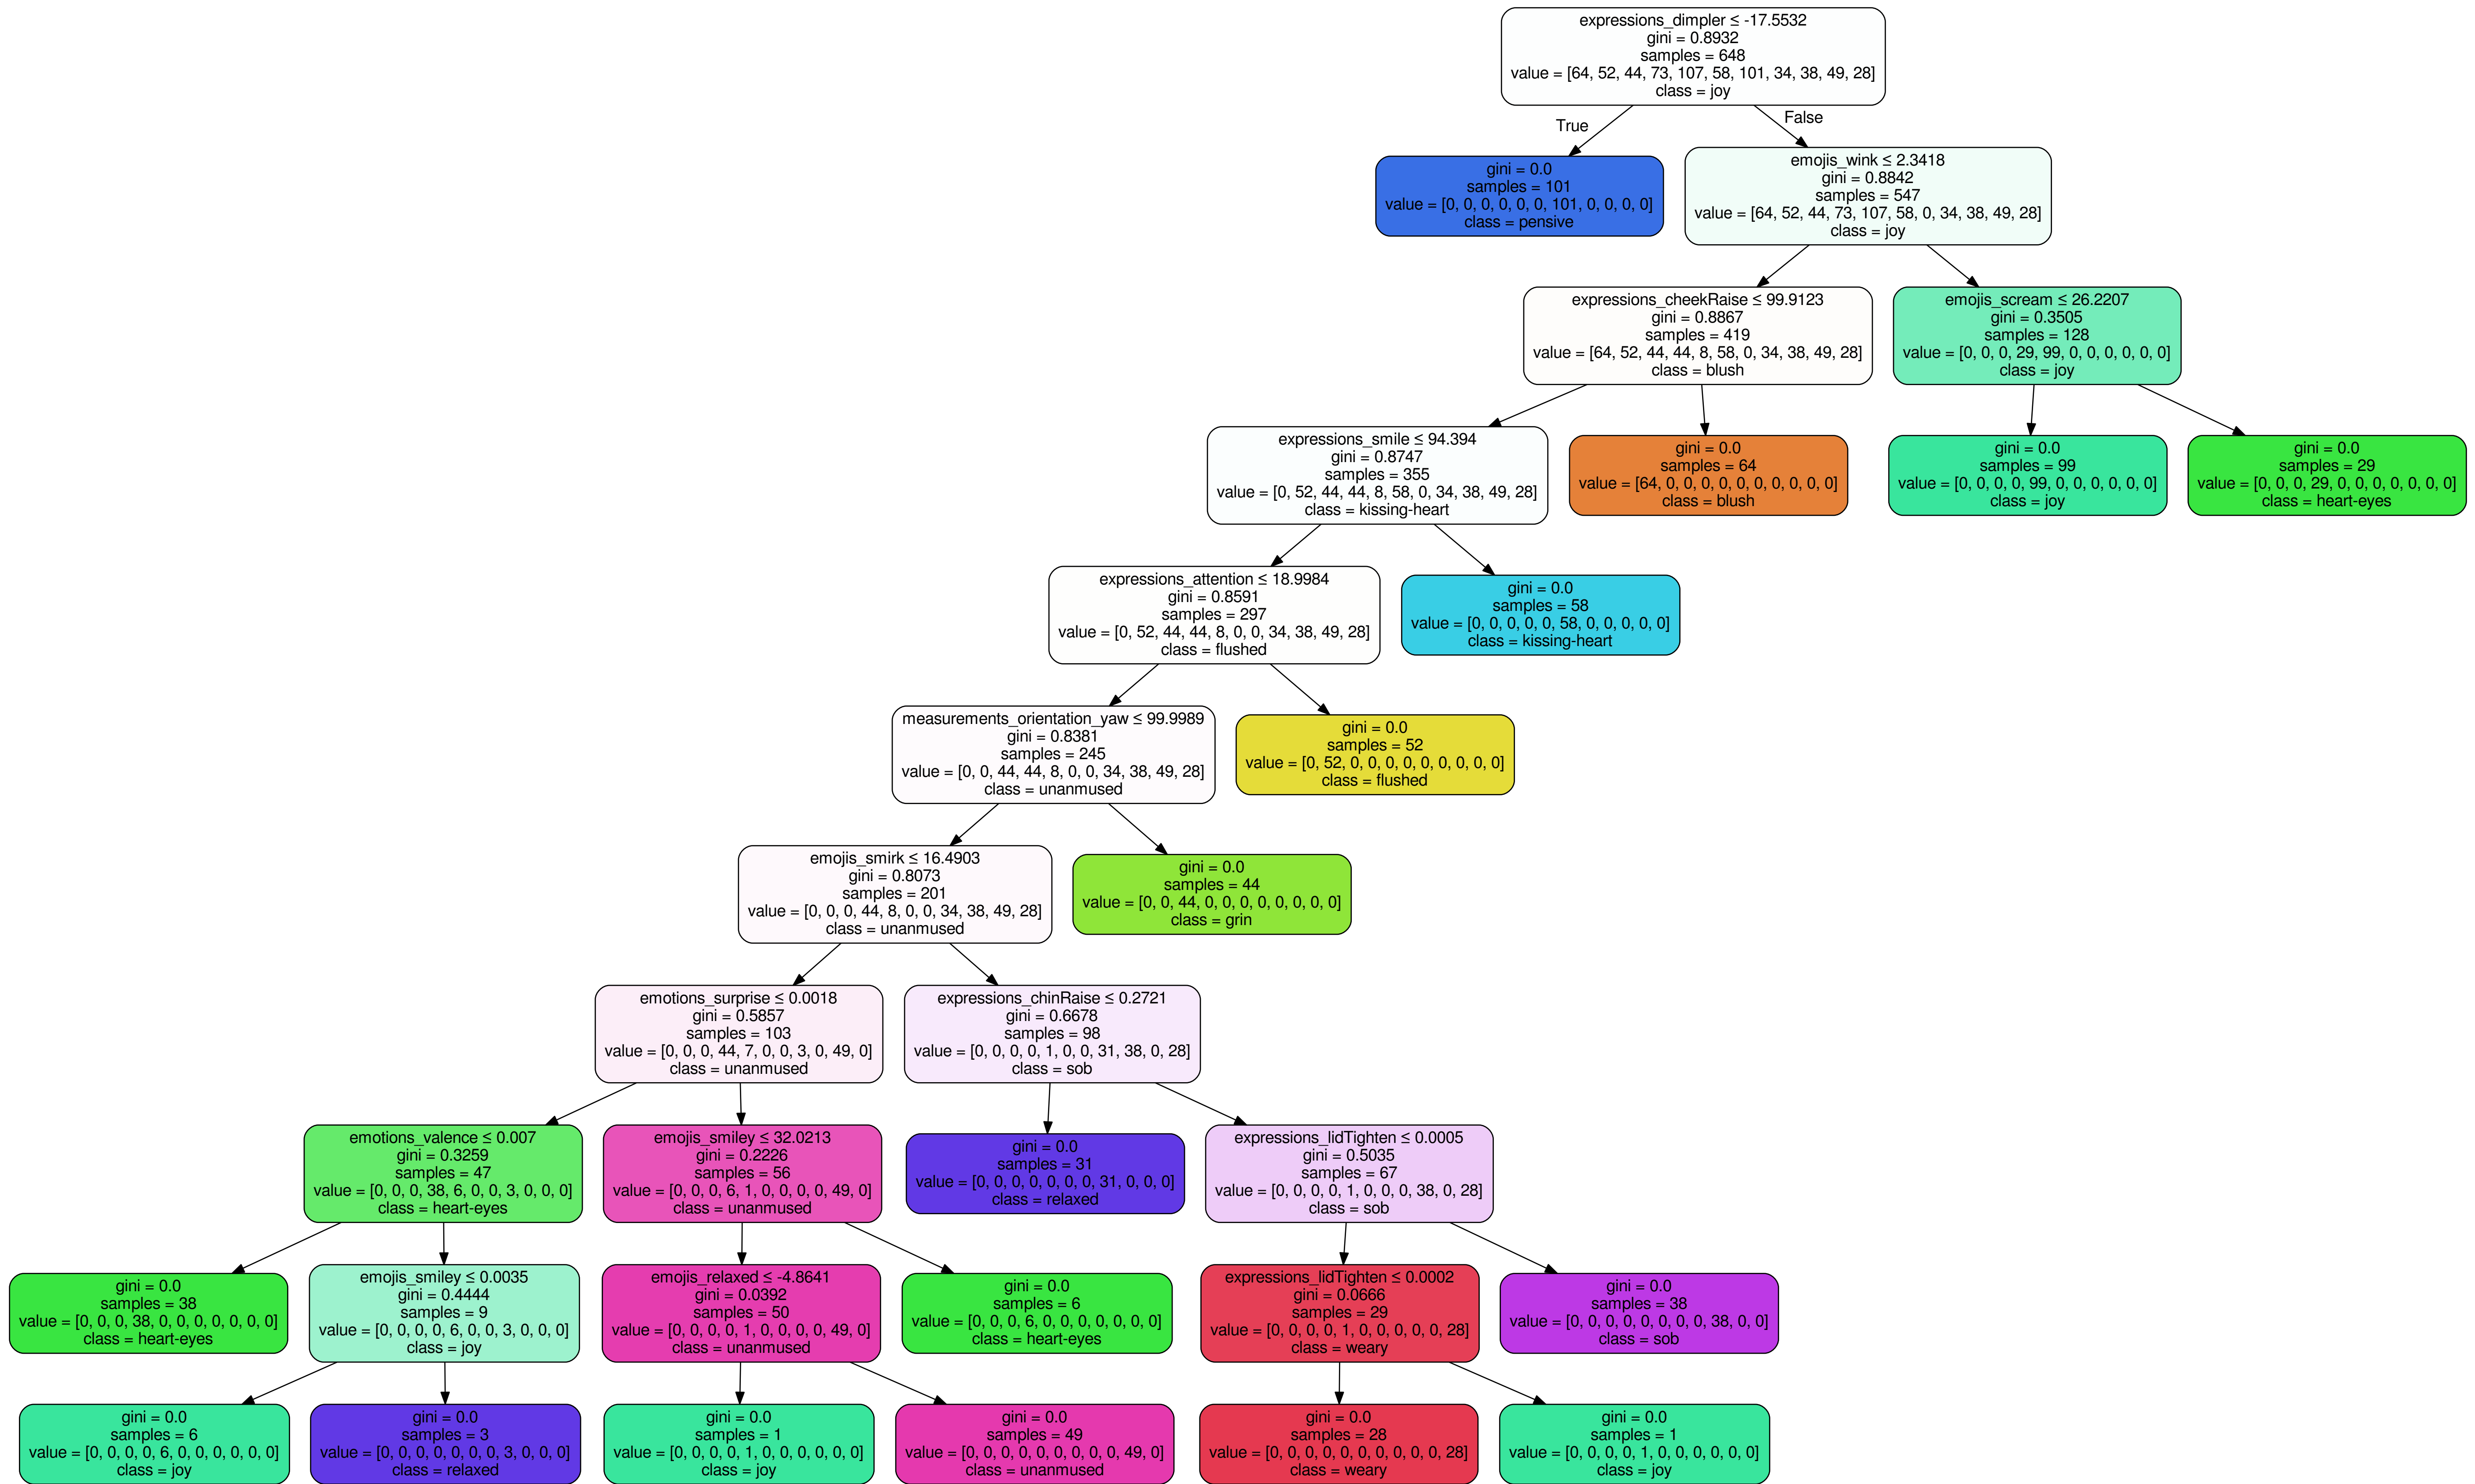 expressions_dimpler ≤ -17.5532
gini = 0.8932
samples = 648
value = [64, 52, 44, 73, 107, 58, 101, 34, 38, 49, 28]
class = joy
True
False
gini = 0.0
samples = 101
value = [0, 0, 0, 0, 0, 0, 101, 0, 0, 0, 0]
class = pensive
emojis_wink ≤ 2.3418
gini = 0.8842
samples = 547
value = [64, 52, 44, 73, 107, 58, 0, 34, 38, 49, 28]
class = joy
expressions_cheekRaise ≤ 99.9123
gini = 0.8867
samples = 419
value = [64, 52, 44, 44, 8, 58, 0, 34, 38, 49, 28]
class = blush
emojis_scream ≤ 26.2207
gini = 0.3505
samples = 128
value = [0, 0, 0, 29, 99, 0, 0, 0, 0, 0, 0]
class = joy
expressions_smile ≤ 94.394
gini = 0.8747
samples = 355
value = [0, 52, 44, 44, 8, 58, 0, 34, 38, 49, 28]
class = kissing-heart
gini = 0.0
samples = 64
value = [64, 0, 0, 0, 0, 0, 0, 0, 0, 0, 0]
class = blush
gini = 0.0
samples = 99
value = [0, 0, 0, 0, 99, 0, 0, 0, 0, 0, 0]
class = joy
gini = 0.0
samples = 29
value = [0, 0, 0, 29, 0, 0, 0, 0, 0, 0, 0]
class = heart-eyes
expressions_attention ≤ 18.9984
gini = 0.8591
samples = 297
value = [0, 52, 44, 44, 8, 0, 0, 34, 38, 49, 28]
class = flushed
gini = 0.0
samples = 58
value = [0, 0, 0, 0, 0, 58, 0, 0, 0, 0, 0]
class = kissing-heart
measurements_orientation_yaw ≤ 99.9989
gini = 0.8381
samples = 245
value = [0, 0, 44, 44, 8, 0, 0, 34, 38, 49, 28]
class = unanmused
gini = 0.0
samples = 52
value = [0, 52, 0, 0, 0, 0, 0, 0, 0, 0, 0]
class = flushed
emojis_smirk ≤ 16.4903
gini = 0.8073
samples = 201
value = [0, 0, 0, 44, 8, 0, 0, 34, 38, 49, 28]
class = unanmused
gini = 0.0
samples = 44
value = [0, 0, 44, 0, 0, 0, 0, 0, 0, 0, 0]
class = grin
emotions_surprise ≤ 0.0018
gini = 0.5857
samples = 103
value = [0, 0, 0, 44, 7, 0, 0, 3, 0, 49, 0]
class = unanmused
expressions_chinRaise ≤ 0.2721
gini = 0.6678
samples = 98
value = [0, 0, 0, 0, 1, 0, 0, 31, 38, 0, 28]
class = sob
emotions_valence ≤ 0.007
gini = 0.3259
samples = 47
value = [0, 0, 0, 38, 6, 0, 0, 3, 0, 0, 0]
class = heart-eyes
emojis_smiley ≤ 32.0213
gini = 0.2226
samples = 56
value = [0, 0, 0, 6, 1, 0, 0, 0, 0, 49, 0]
class = unanmused
gini = 0.0
samples = 31
value = [0, 0, 0, 0, 0, 0, 0, 31, 0, 0, 0]
class = relaxed
expressions_lidTighten ≤ 0.0005
gini = 0.5035
samples = 67
value = [0, 0, 0, 0, 1, 0, 0, 0, 38, 0, 28]
class = sob
gini = 0.0
samples = 38
value = [0, 0, 0, 38, 0, 0, 0, 0, 0, 0, 0]
class = heart-eyes
emojis_smiley ≤ 0.0035
gini = 0.4444
samples = 9
value = [0, 0, 0, 0, 6, 0, 0, 3, 0, 0, 0]
class = joy
emojis_relaxed ≤ -4.8641
gini = 0.0392
samples = 50
value = [0, 0, 0, 0, 1, 0, 0, 0, 0, 49, 0]
class = unanmused
gini = 0.0
samples = 6
value = [0, 0, 0, 6, 0, 0, 0, 0, 0, 0, 0]
class = heart-eyes
expressions_lidTighten ≤ 0.0002
gini = 0.0666
samples = 29
value = [0, 0, 0, 0, 1, 0, 0, 0, 0, 0, 28]
class = weary
gini = 0.0
samples = 38
value = [0, 0, 0, 0, 0, 0, 0, 0, 38, 0, 0]
class = sob
gini = 0.0
samples = 6
value = [0, 0, 0, 0, 6, 0, 0, 0, 0, 0, 0]
class = joy
gini = 0.0
samples = 3
value = [0, 0, 0, 0, 0, 0, 0, 3, 0, 0, 0]
class = relaxed
gini = 0.0
samples = 1
value = [0, 0, 0, 0, 1, 0, 0, 0, 0, 0, 0]
class = joy
gini = 0.0
samples = 49
value = [0, 0, 0, 0, 0, 0, 0, 0, 0, 49, 0]
class = unanmused
gini = 0.0
samples = 28
value = [0, 0, 0, 0, 0, 0, 0, 0, 0, 0, 28]
class = weary
gini = 0.0
samples = 1
value = [0, 0, 0, 0, 1, 0, 0, 0, 0, 0, 0]
class = joy